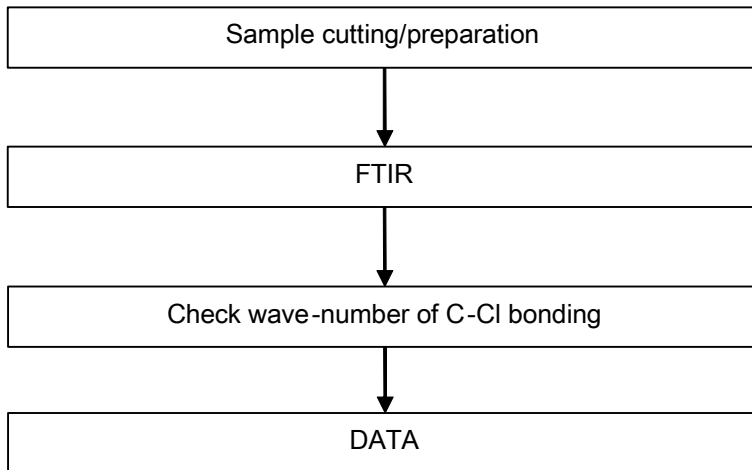 Sample cutting/preparation
FTIR
Check wave-number of C-Cl bonding
DATA